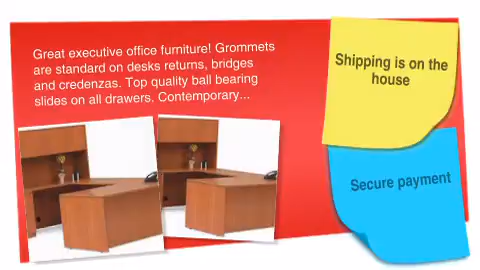 Great executive office furniture! Grommets
are standard on desks returns, bridges
and credenzas. Top quality ball bearing
slides on all drawers, Contemporary...
Shipping is on the
house
Secure payment